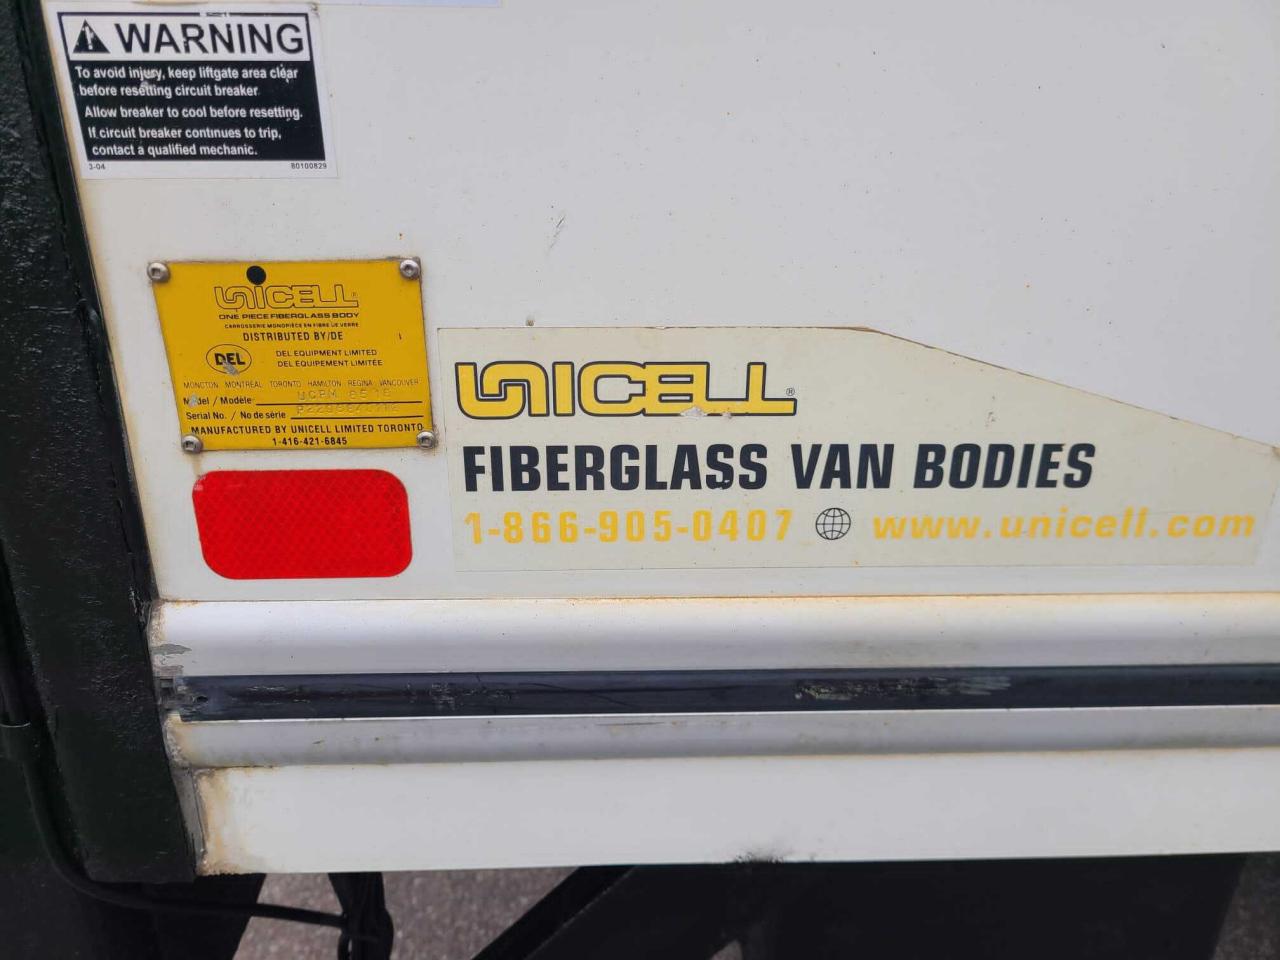 WARNING
To avoid injury, keep liftgate area clear
before resetting circuit breaker.
Allow breaker to cool before resetting.
If circuit breaker continues to trip,
contact a qualified mechanic.
3-04 80100829
UNICELL®
ONE PIECE FIBERGLASS BODY
CARROSSERIE MONOPIÈCE EN FIBRE DE VERRE
DISTRIBUTED BY/DE
DEL
DEL EQUIPMENT LIMITED
DEL EQUIPEMENT LIMITÉE
MONCTON MONTRÉAL TORONTO HAMILTON REGINA VANCOUVER
Model / Modèle
Serial No. / No de série
MANUFACTURED BY UNICELL LIMITED TORONTO
1-416-421-6845
UNICELL®
FIBERGLASS VAN BODIES
1-866-905-0407 www.unicell.com